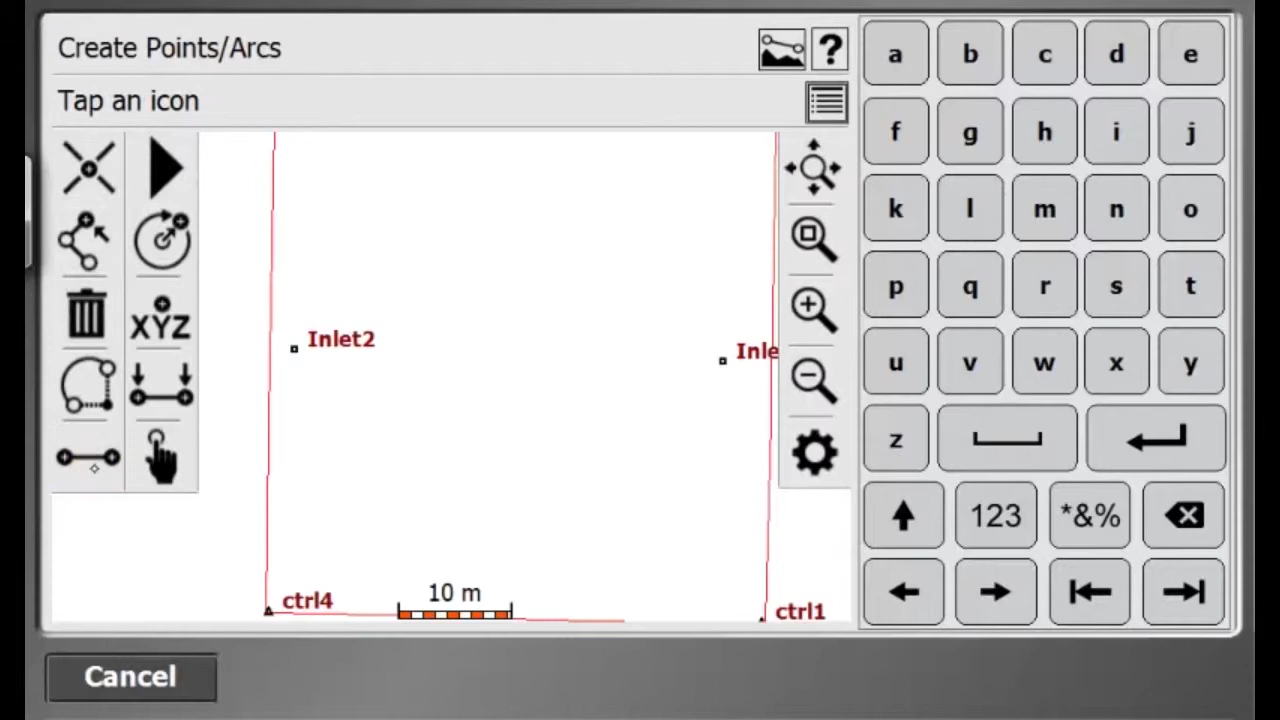 Create Points/Arcs
?
Tap an icon
XYZ
Inlet2
Inle
10 m
ctrl4
ctrl1
a b c d e
f g h i j
k l m n o
p q r s t
u v w x y
z
123 *&%
Cancel